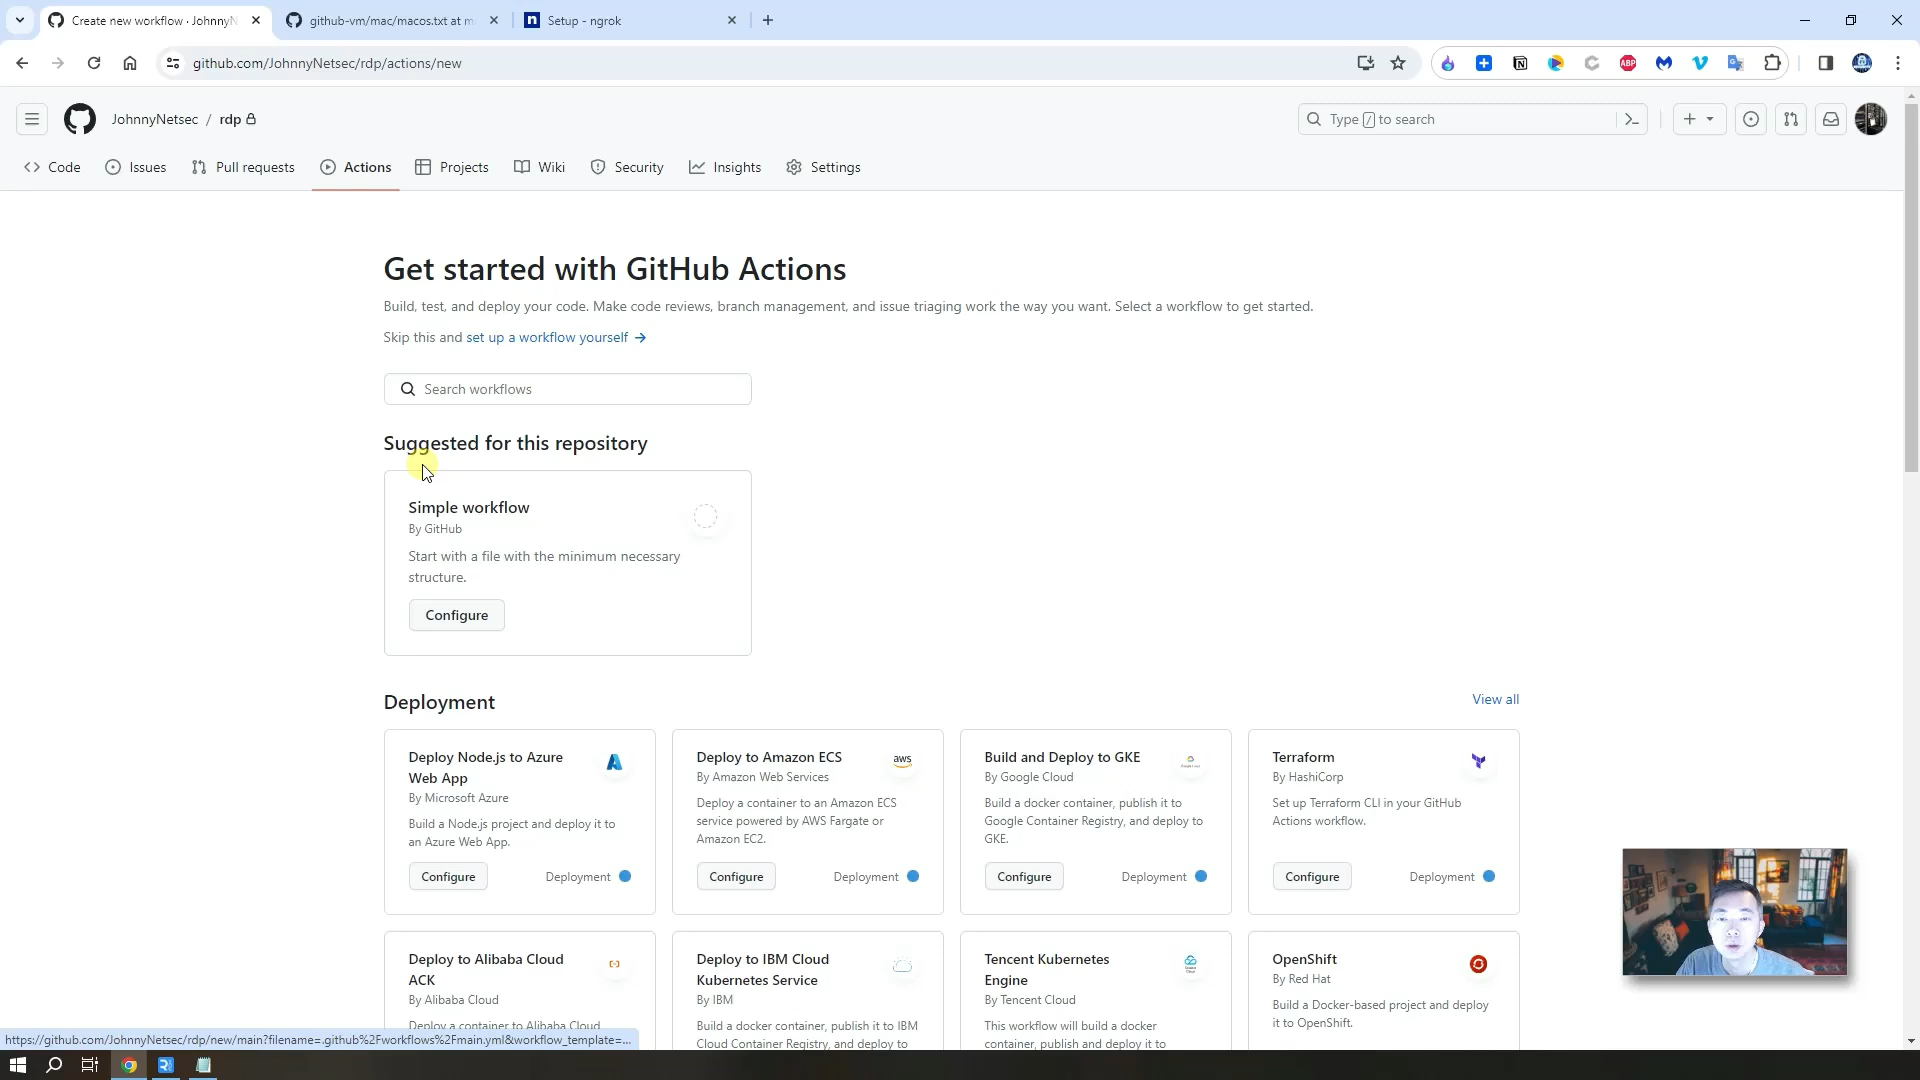 Create new workflow · JohnnyN
github-vm/mac/macos.txt at m
Setup - ngrok
github.com/JohnnyNetsec/rdp/actions/new
ABP
JohnnyNetsec / rdp
Type / to search
Code
Issues
Pull requests
Actions
Projects
Wiki
Security
Insights
Settings
Get started with GitHub Actions
Build, test, and deploy your code. Make code reviews, branch management, and issue triaging work the way you want. Select a workflow to get started.
Skip this and set up a workflow yourself →
Search workflows
Suggested for this repository
Simple workflow
By GitHub
Start with a file with the minimum necessary
structure.
Configure
Deployment
View all
Deploy Node.js to Azure
Web App
By Microsoft Azure
Build a Node.js project and deploy it to
an Azure Web App.
Configure
Deployment
Deploy to Amazon ECS
aws
By Amazon Web Services
Deploy a container to an Amazon ECS
service powered by AWS Fargate or
Amazon EC2.
Configure
Deployment
Build and Deploy to GKE
By Google Cloud
Build a docker container, publish it to
Google Container Registry, and deploy to
GKE.
Configure
Deployment
Terraform
By HashiCorp
Set up Terraform CLI in your GitHub
Actions workflow.
Configure
Deployment
Deploy to Alibaba Cloud
ACK
By Alibaba Cloud
Deploy a container to Alibaba Cloud
Deploy to IBM Cloud
Kubernetes Service
By IBM
Build a docker container, publish it to IBM
Cloud Container Registry, and deploy to
Tencent Kubernetes
Engine
By Tencent Cloud
This workflow will build a docker
container, publish and deploy it to
OpenShift
By Red Hat
Build a Docker-based project and deploy
it to OpenShift.
https://github.com/JohnnyNetsec/rdp/new/main?filename=.github%2Fworkflows%2Fmain.yml&workflow_template=...